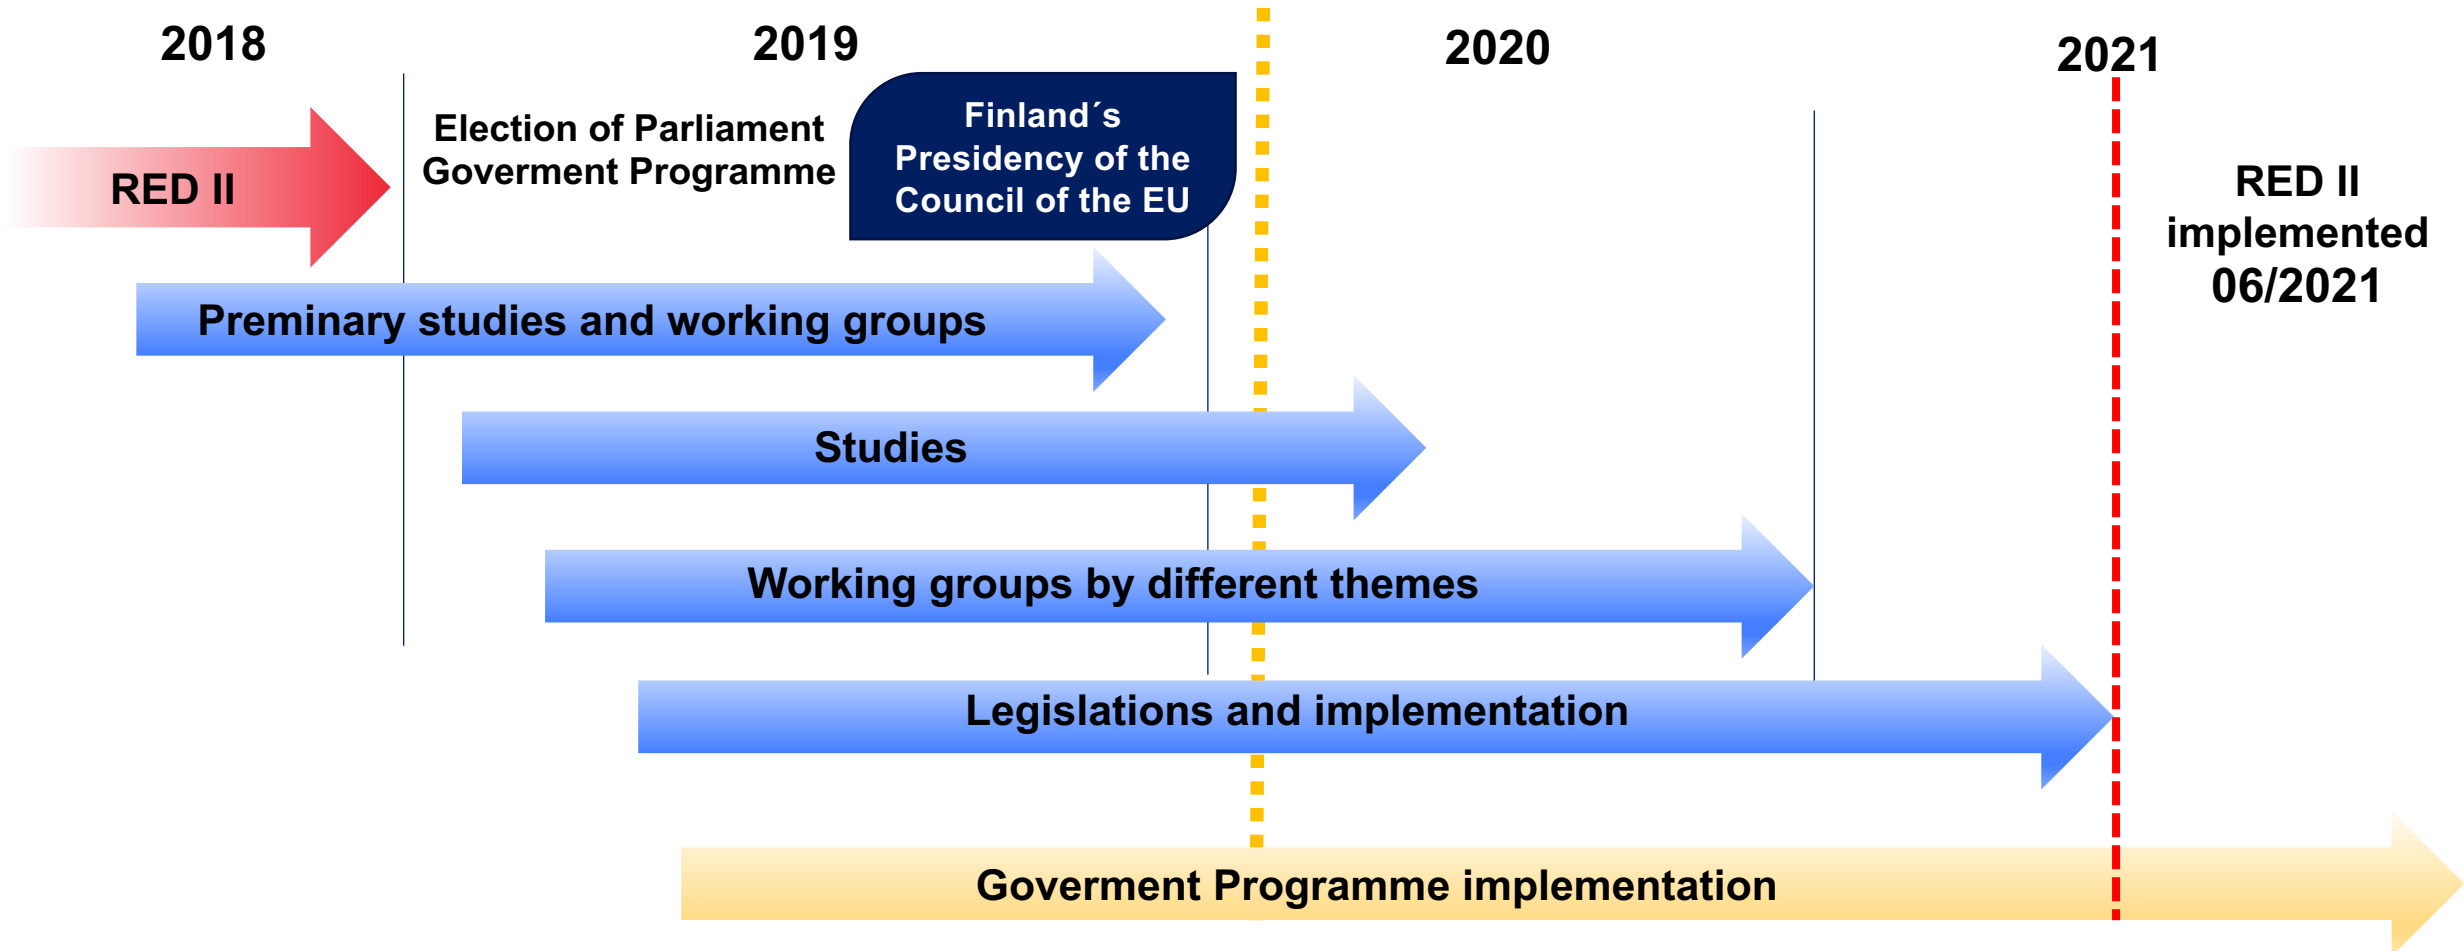 2018
2019
2020
2021
RED II
Election of Parliament
Goverment Programme
Finland´s
Presidency of the
Council of the EU
RED II
implemented
06/2021
Preminary studies and working groups
Studies
Working groups by different themes
Legislations and implementation
Goverment Programme implementation